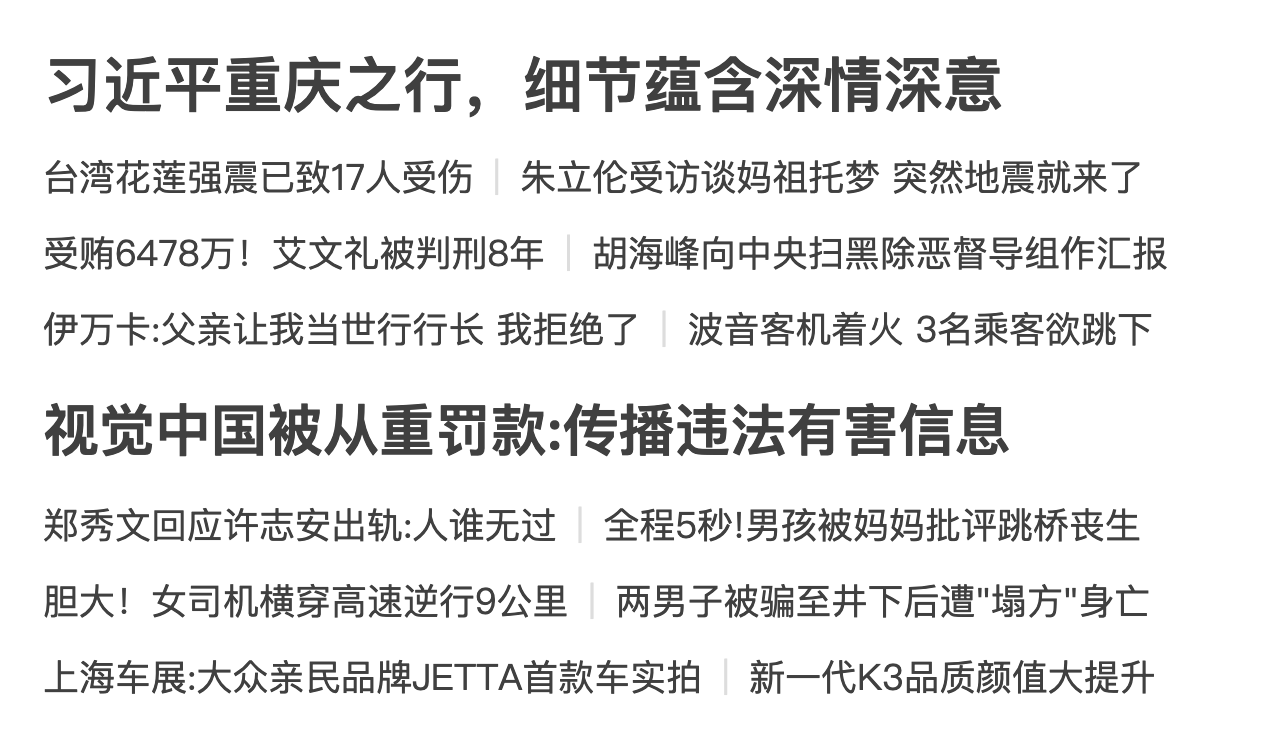 习近平重庆之行，细节蕴含深情深意
台湾花莲强震已致17人受伤 | 朱立伦受访谈妈祖托梦 突然地震就来了
受贿6478万！艾文礼被判刑8年 | 胡海峰向中央扫黑除恶督导组作汇报
伊万卡:父亲让我当世行行长 我拒绝了 | 波音客机着火 3名乘客欲跳下
视觉中国被从重罚款:传播违法有害信息
郑秀文回应许志安出轨:人谁无过 | 全程5秒!男孩被妈妈批评跳桥丧生
胆大！女司机横穿高速逆行9公里 | 两男子被骗至井下后遭"塌方"身亡
上海车展:大众亲民品牌JETTA首款车实拍 | 新一代K3品质颜值大提升